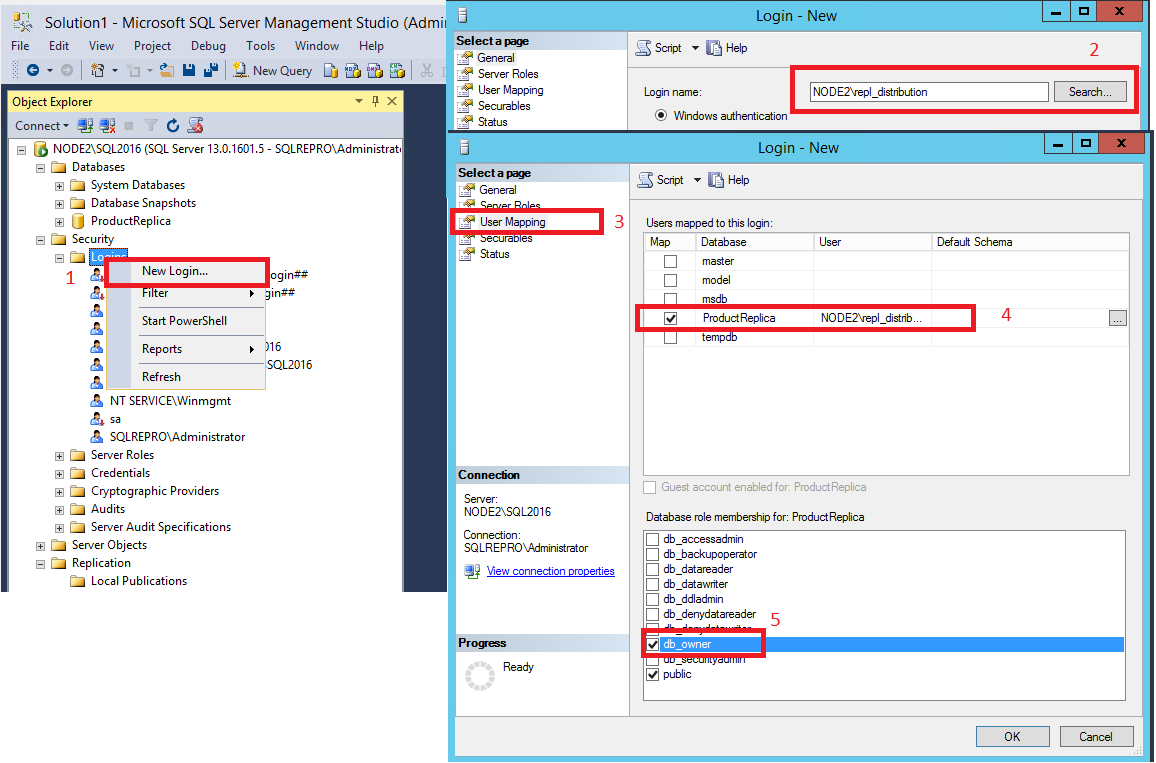 Solution1 - Microsoft SQL Server Management Studio (Admi
File Edit View Project Debug Tools Window Help
New Query
Object Explorer
Connect
NODE2\SQL2016 (SQL Server 13.0.1601.5 - SQLREPRO\Administrato
Databases
System Databases
Database Snapshots
ProductReplica
Security
Logins
1
New Login...
ogin##
Filter
gin##
Start PowerShell
016
Reports
-SQL2016
Refresh
NT SERVICE\Winmgmt
sa
SQLREPRO\Administrator
Server Roles
Credentials
Cryptographic Providers
Audits
Server Audit Specifications
Server Objects
Replication
Local Publications
Login - New
Select a page
General
Server Roles
User Mapping
Securables
Status
Script Help
2
Login name:
NODE2\repl_distribution
Search...
Windows authentication
Login - New
Select a page
General
Server Roles
User Mapping
3
Securables
Status
Script Help
Users mapped to this login:
Map Database User Default Schema
master
model
msdb
ProductReplica NODE2\repl_distrib... ...
4
tempdb
Guest account enabled for: ProductReplica
Connection
Server:
NODE2\SQL2016
Connection:
SQLREPRO\Administrator
View connection properties
Progress
Ready
Database role membership for: ProductReplica
db_accessadmin
db_backupoperator
db_datareader
db_datawriter
db_ddladmin
db_denydatareader
db_denydatawriter
5
db_owner
db_securityadmin
public
OK Cancel